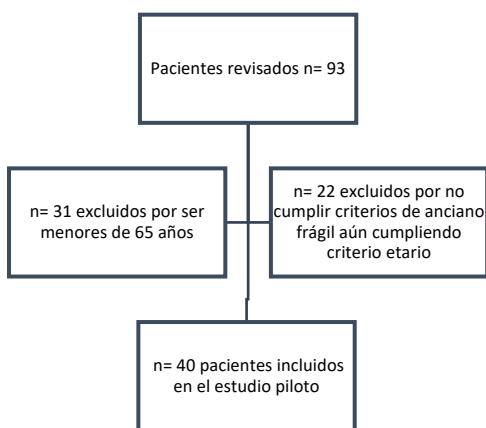 Pacientes revisados n= 93
n= 31 excluidos por ser
menores de 65 años
n= 22 excluidos por no
cumplir criterios de anciano
frágil aún cumpliendo
criterio etario
n= 40 pacientes incluidos
en el estudio piloto